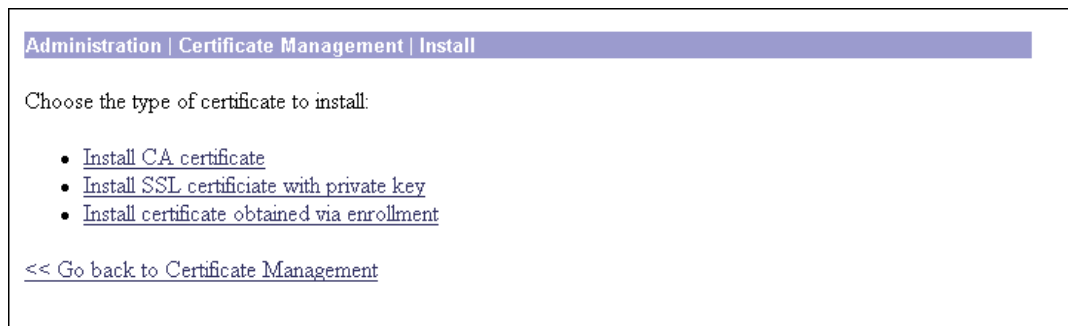 Administration | Certificate Management | Install
Choose the type of certificate to install:
Install CA certificate
Install SSL certificiate with private key
Install certificate obtained via enrollment
<< Go back to Certificate Management